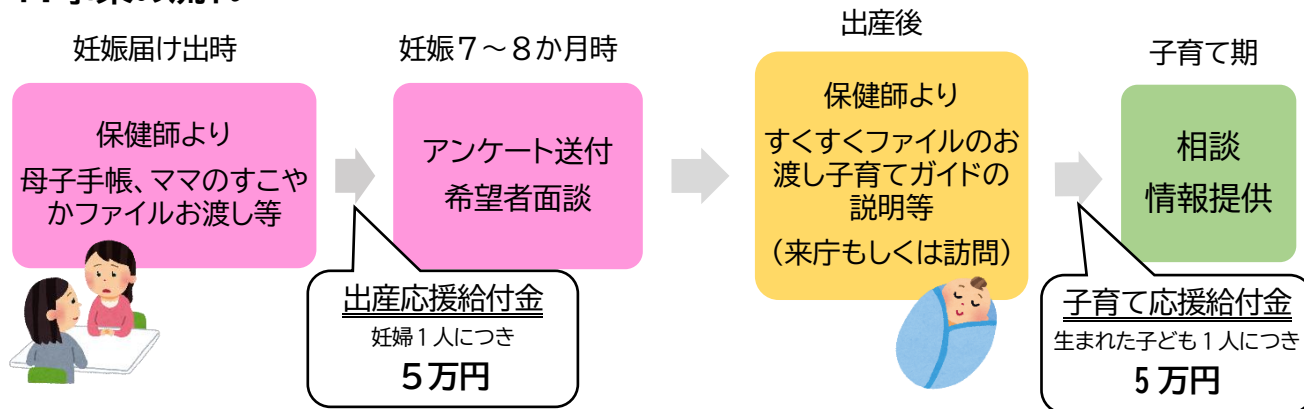 妊娠届け出時
保健師より
母子手帳、ママのすこや
かファイルお渡し等
妊娠７～８か月時
アンケート送付
希望者面談
出産応援給付金
妊婦１人につき
５万円
出産後
保健師より
すくすくファイルのお
渡し子育てガイドの
説明等
（来庁もしくは訪問）
子育て期
相談
情報提供
子育て応援給付金
生まれた子ども１人につき
５万円